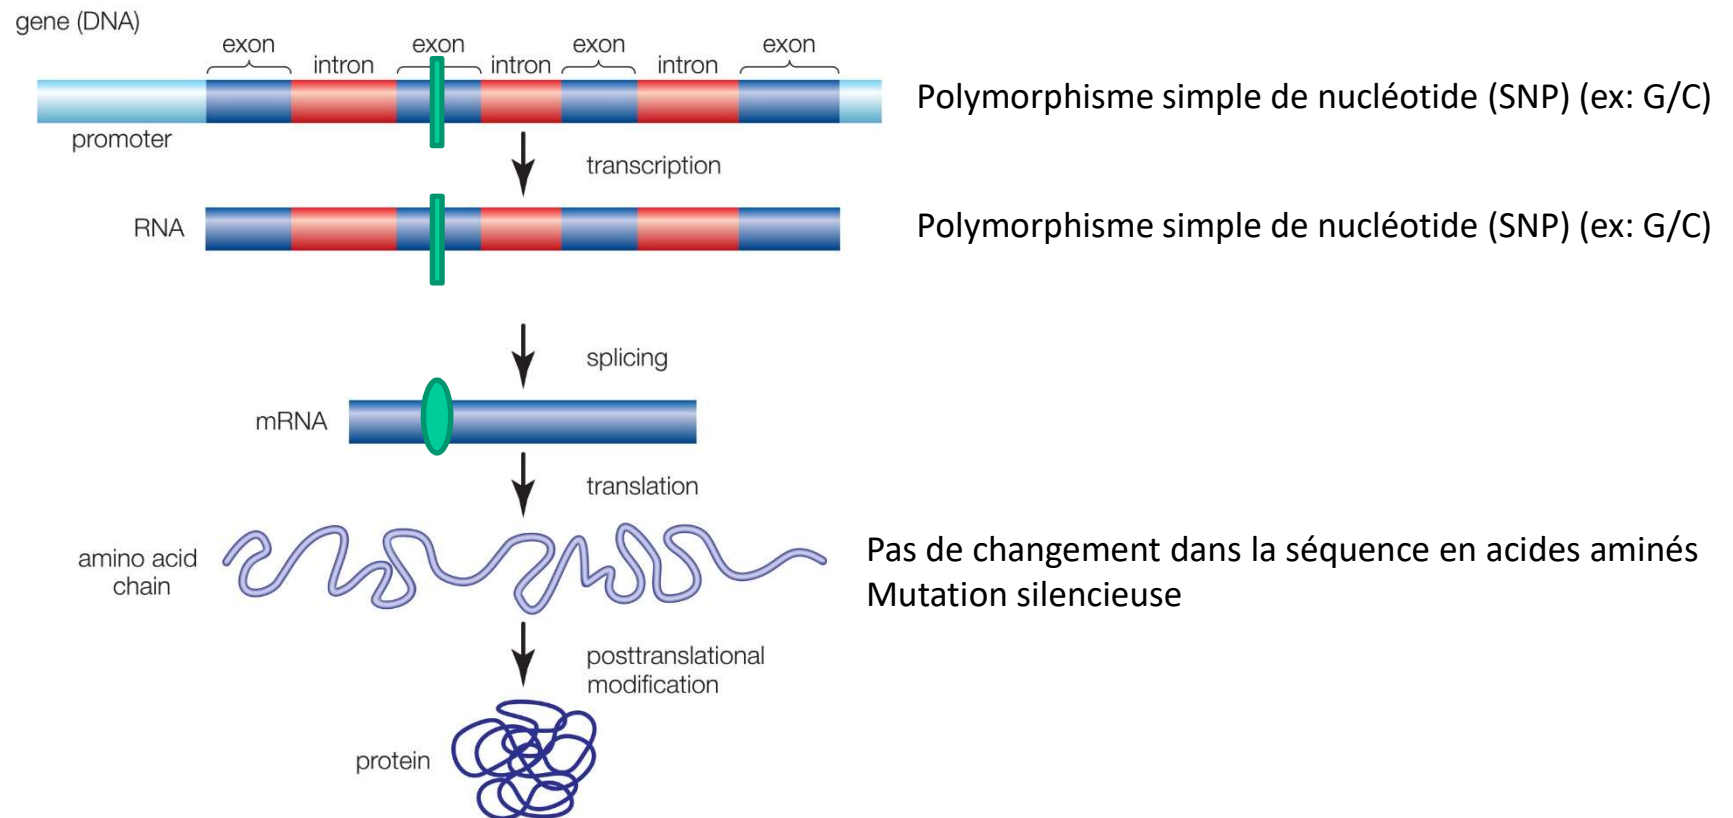 gene (DNA)
exon
intron
exon
intron
exon
intron
exon
promoter
Polymorphisme simple de nucléotide (SNP) (ex: G/C)
transcription
RNA
Polymorphisme simple de nucléotide (SNP) (ex: G/C)
splicing
mRNA
translation
amino acid
chain
Pas de changement dans la séquence en acides aminés
Mutation silencieuse
posttranslational
modification
protein